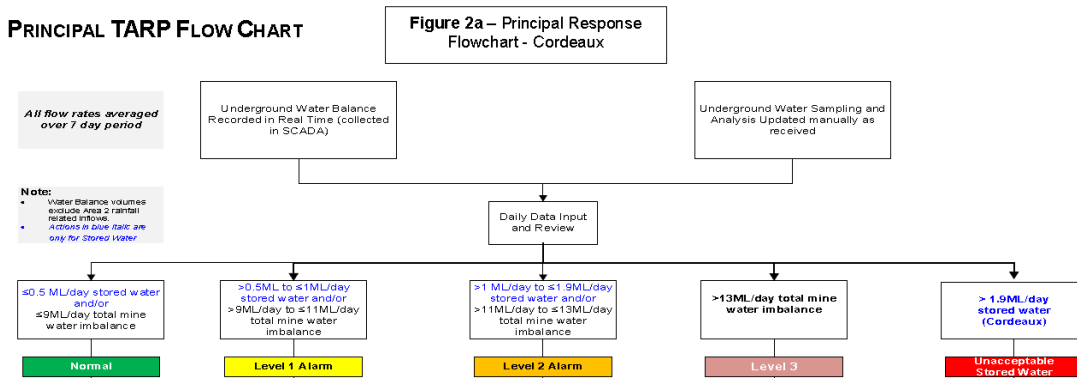 PRINCIPAL TARP FLOW CHART
Figure 2a – Principal Response
Flowchart - Cordeaux
All flow rates averaged
over 7 day period
Underground Water Balance
Recorded in Real Time (collected
in SCADA)
Underground Water Sampling and
Analysis Updated manually as
received
Note:
• Water Balance volumes
exclude Area 2 rainfall
related inflows.
• Actions in blue italic are
only for Stored Water
Daily Data Input
and Review
≤0.5 ML/day stored water
and/or
≤9ML/day total mine
water imbalance
>0.5ML to ≤1ML/day
stored water and/or
>9ML/day to ≤11ML/day
total mine water
imbalance
>1 ML/day to ≤1.9ML/day
stored water and/or
>11ML/day to ≤13ML/day
total mine water
imbalance
>13ML/day total mine
water imbalance
> 1.9ML/day
stored water
(Cordeaux)
Normal
Level 1 Alarm
Level 2 Alarm
Level 3
Unacceptable
Stored Water